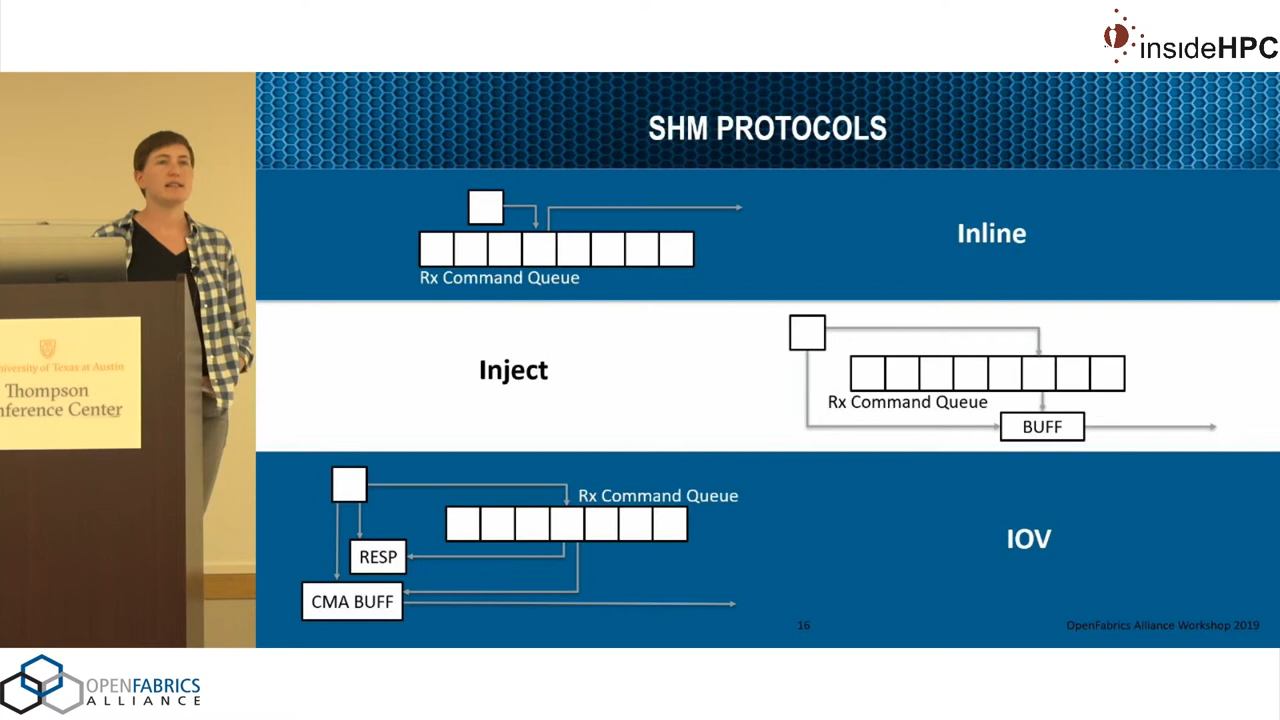 insideHPC
SHM PROTOCOLS
Rx Command Queue
Inline
Inject
Rx Command Queue
BUFF
Rx Command Queue
RESP
CMA BUFF
IOV
16
OpenFabrics Alliance Workshop 2019
niversity of Texas at Austin
Thompson
nference Center
OPENFABRICS
ALLIANCE